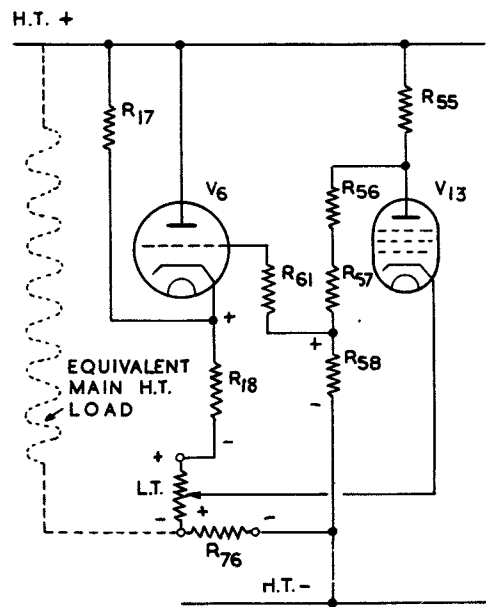 H.T. +
R17
R55
V6
R56
V13
R61
R57
+
+
R58
EQUIVALENT
MAIN H.T.
LOAD
R18
-
-
+
L.T.
-
+
-
R76
H.T.-